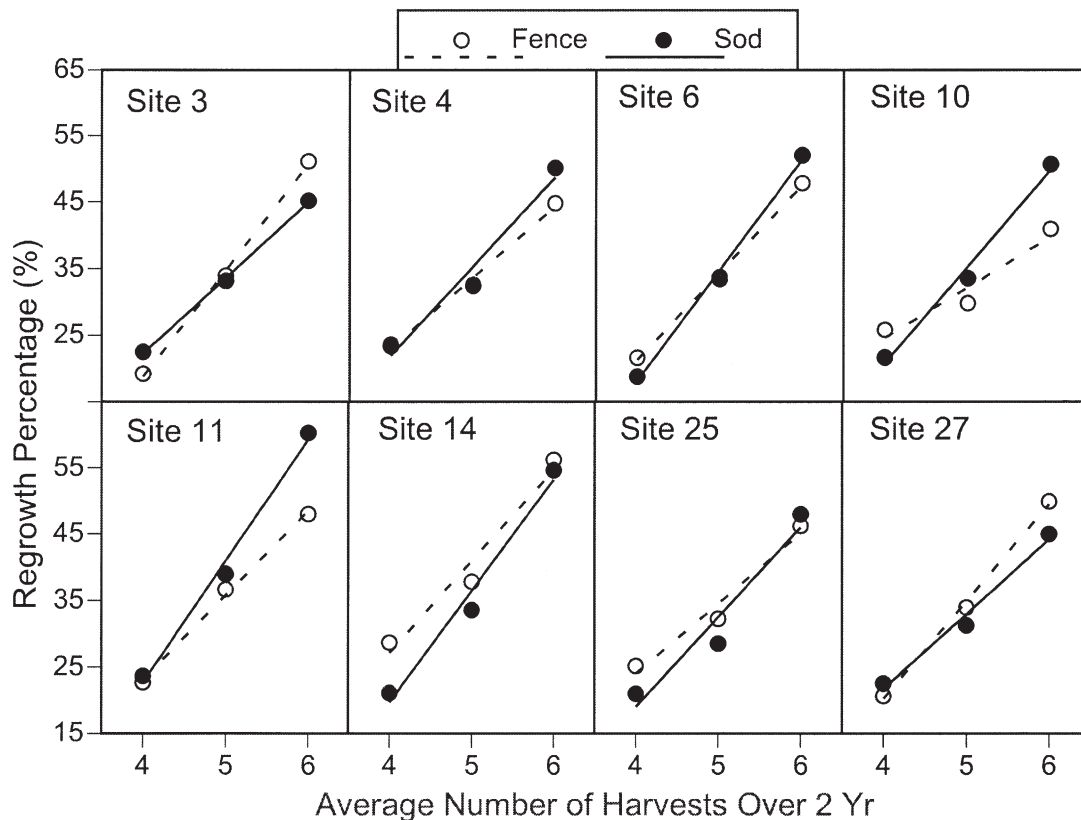 Fence Sod
65
55
45
35
25
Site 3 Site 4 Site 6 Site 10
Regrowth Percentage (%)
55
45
35
25
15
Site 11 Site 14 Site 25 Site 27
4 5 6 4 5 6 4 5 6 4 5 6
Average Number of Harvests Over 2 Yr